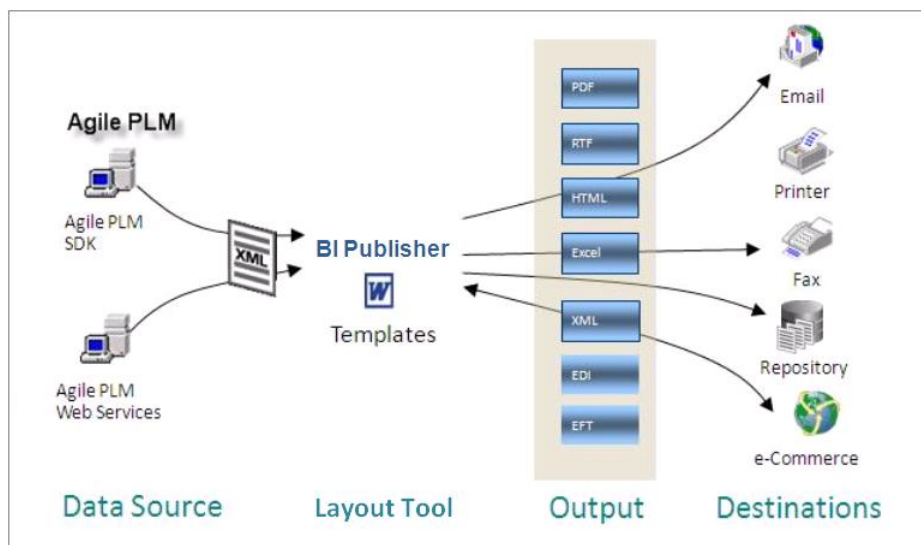 Agile PLM
Agile PLM
SDK
XML
Agile PLM
Web Services
BI Publisher
W
Templates
PDF
RTF
HTML
Excel
XML
EDI
EFT
Email
Printer
Fax
Repository
e-Commerce
Data Source
Layout Tool
Output
Destinations